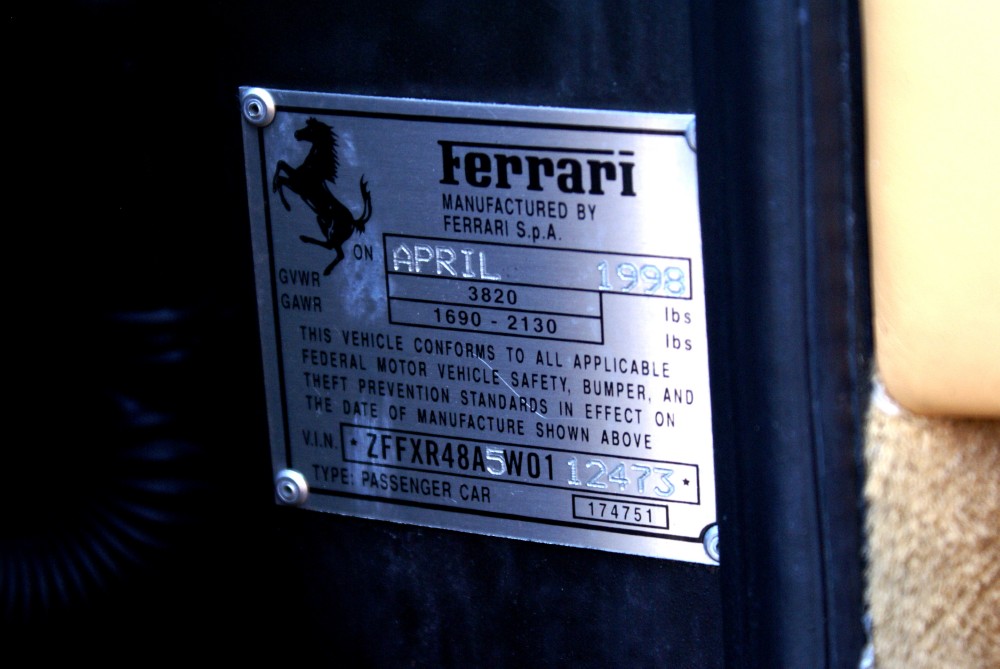 Ferrari
MANUFACTURED BY
FERRARI S.p.A.
ON APRIL 1998
GVWR 3820 lbs
GAWR 1690 - 2130 lbs
THIS VEHICLE CONFORMS TO ALL APPLICABLE
FEDERAL MOTOR VEHICLE SAFETY, BUMPER, AND
THEFT PREVENTION STANDARDS IN EFFECT ON
THE DATE OF MANUFACTURE SHOWN ABOVE
V.I.N. * ZFFXR48A5W0112473 *
TYPE: PASSENGER CAR 174751